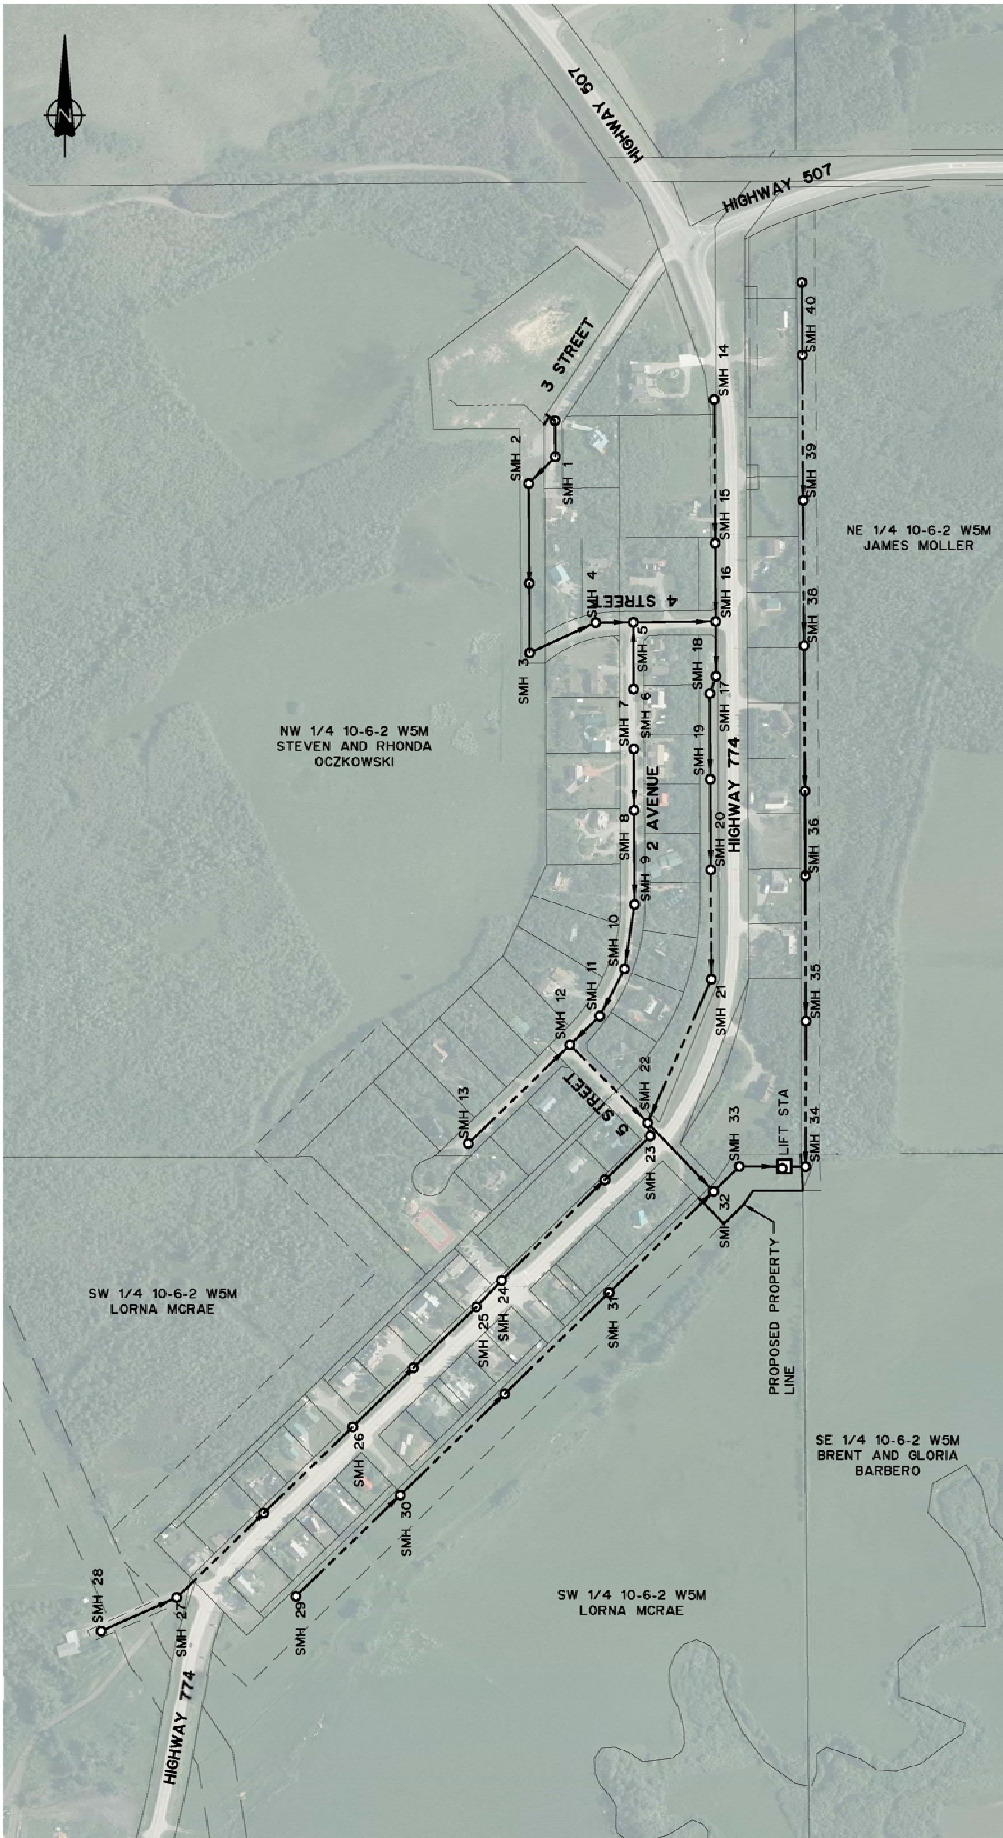 HIGHWAY 507
HIGHWAY 507
N
SMH 40
3 STREET
SMH 14
SMH 2
SMH 1
SMH 39
SMH 15
NE 1/4 10-6-2 W5M
JAMES MOLLER
SMH 4
4 STREET
SMH 16
SMH 38
SMH 5
SMH 3
SMH 18
SMH 17
SMH 7
SMH 6
NW 1/4 10-6-2 W5M
STEVEN AND RHONDA
OCZKOWSKI
SMH 19
HIGHWAY 774
2 AVENUE
SMH 8
SMH 20
SMH 36
SMH 9
SMH 10
SMH 11
SMH 12
SMH 21
SMH 35
SMH 13
5 STREET
SMH 22
SMH 23
SMH 33
LIFT STA
SMH 34
SMH 32
SW 1/4 10-6-2 W5M
LORNA MCRAE
SMH 24
SMH 25
SMH 31
PROPOSED PROPERTY
LINE
SMH 26
SE 1/4 10-6-2 W5M
BRENT AND GLORIA
BARBERO
SMH 30
SMH 28
SMH 27
SMH 29
SW 1/4 10-6-2 W5M
LORNA MCRAE
HIGHWAY 774